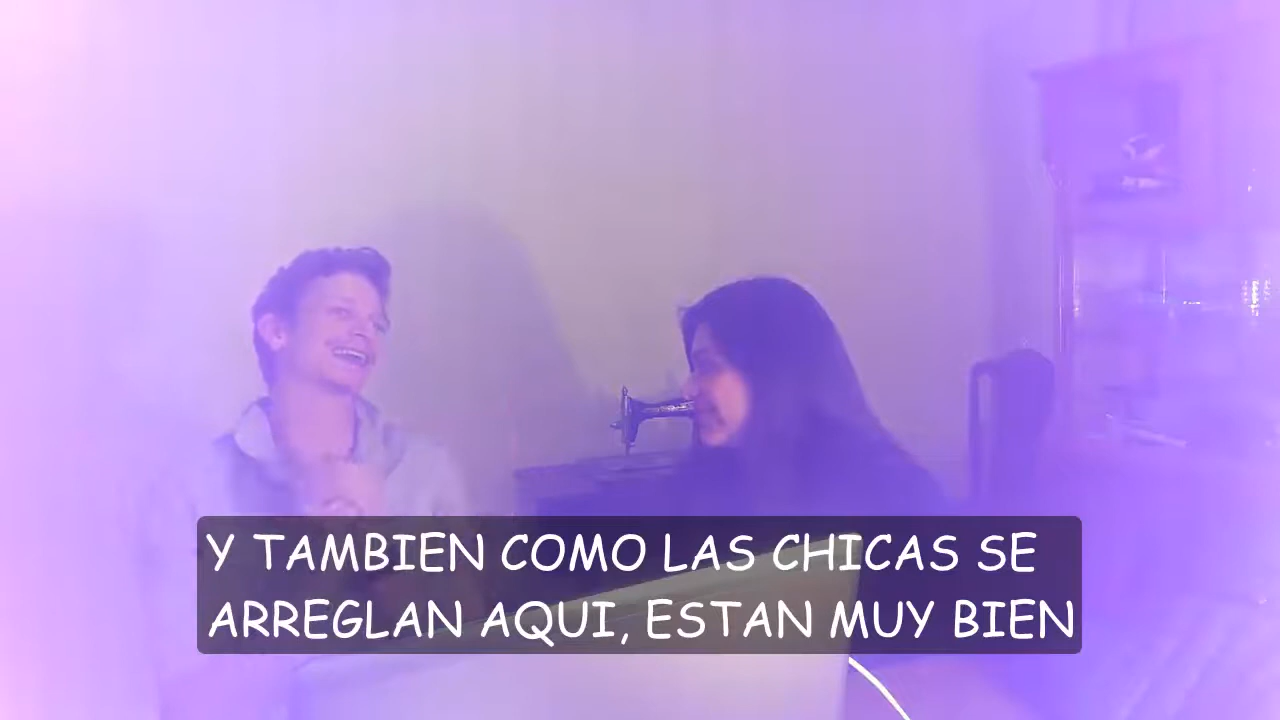 Y TAMBIEN COMO LAS CHICAS SE
ARREGLAN AQUI, ESTAN MUY BIEN